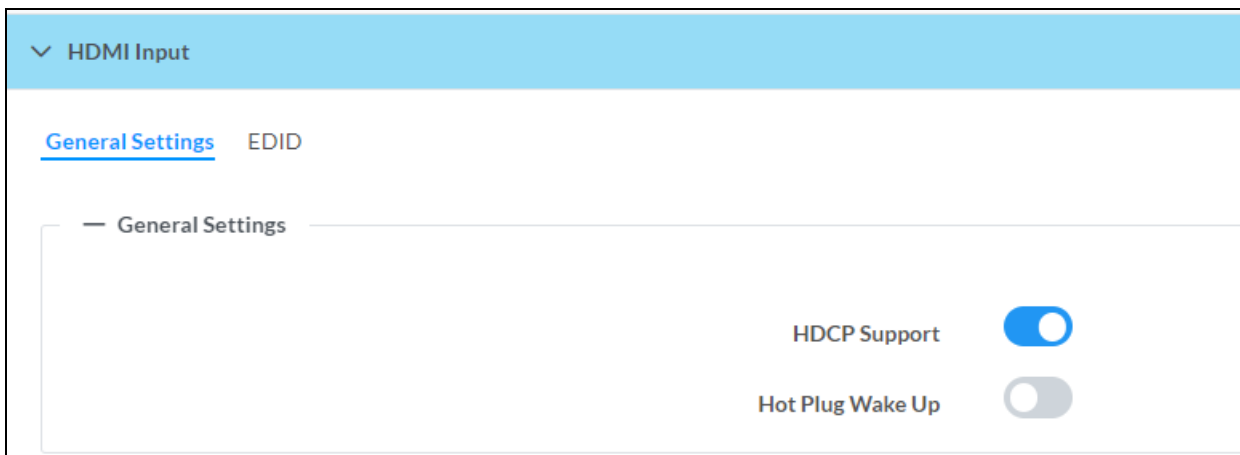 HDMI Input
General Settings EDID
General Settings
HDCP Support
Hot Plug Wake Up